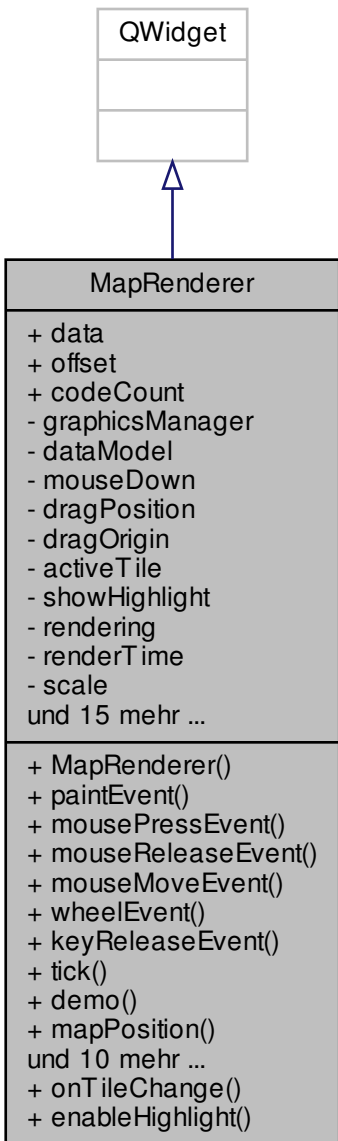 QWidget
MapRenderer
+ data
+ offset
+ codeCount
- graphicsManager
- dataModel
- mouseDown
- dragPosition
- dragOrigin
- activeTile
- showHighlight
- rendering
- renderTime
- scale
und 15 mehr ...
+ MapRenderer()
+ paintEvent()
+ mousePressEvent()
+ mouseReleaseEvent()
+ mouseMoveEvent()
+ wheelEvent()
+ keyReleaseEvent()
+ tick()
+ demo()
+ mapPosition()
und 10 mehr ...
+ onTileChange()
+ enableHighlight()